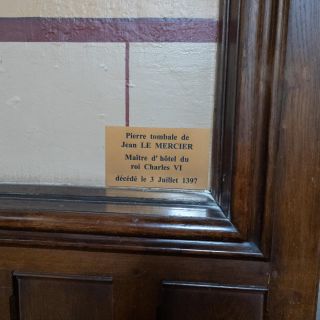 Pierre tombale de
Jean LE MERCIER
Maître d'hôtel du
roi Charles VI
décédé le 3 Juillet 1397